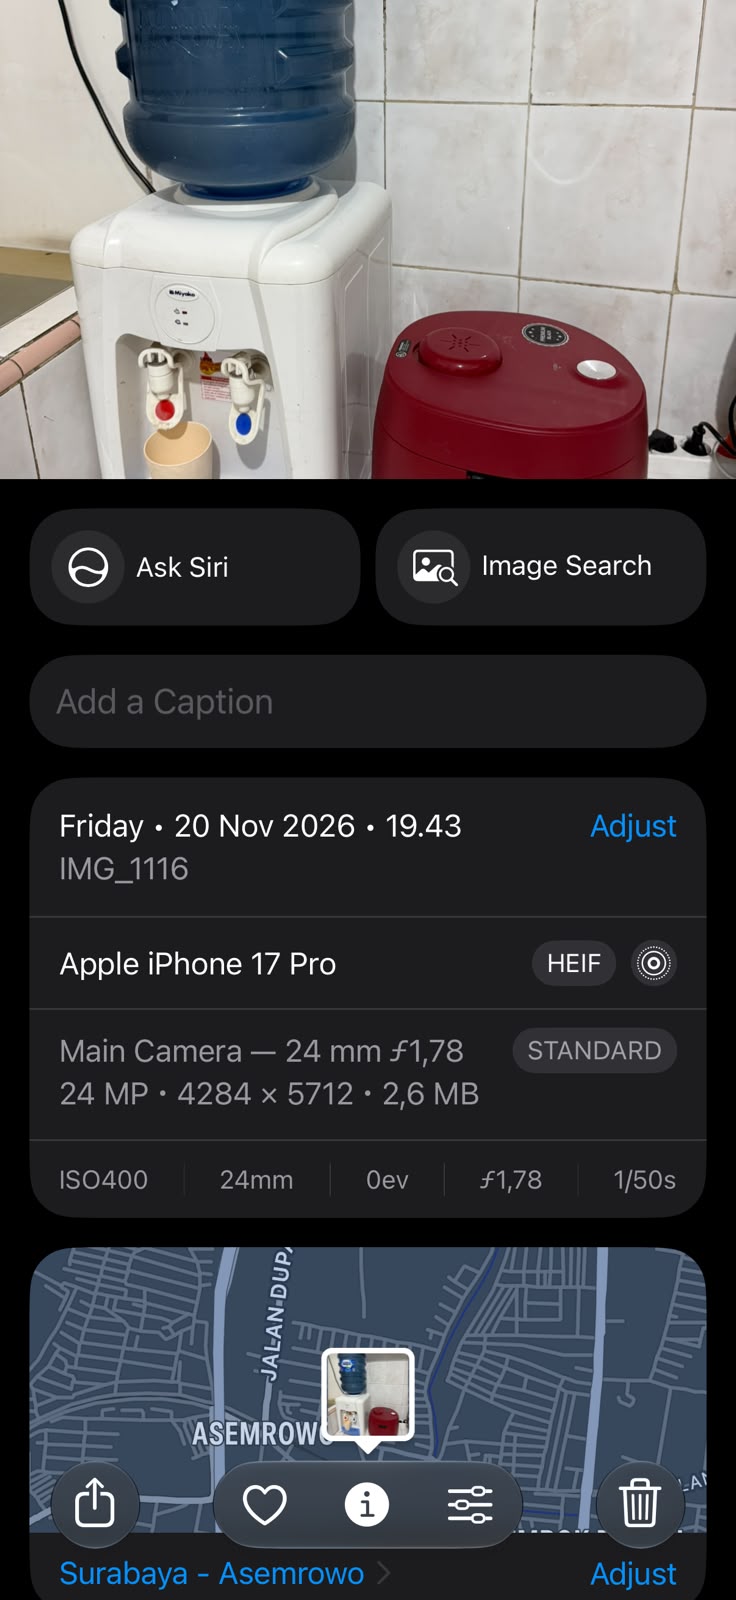 Miyako
Ask Siri
Image Search
Add a Caption
Friday • 20 Nov 2026 • 19.43
Adjust
IMG_1116
Apple iPhone 17 Pro
HEIF
Main Camera — 24 mm ƒ1,78
STANDARD
24 MP • 4284 × 5712 • 2,6 MB
ISO400
24mm
0ev
ƒ1,78
1/50s
JALAN DUPA
ASEMROWO
Surabaya - Asemrowo
Adjust